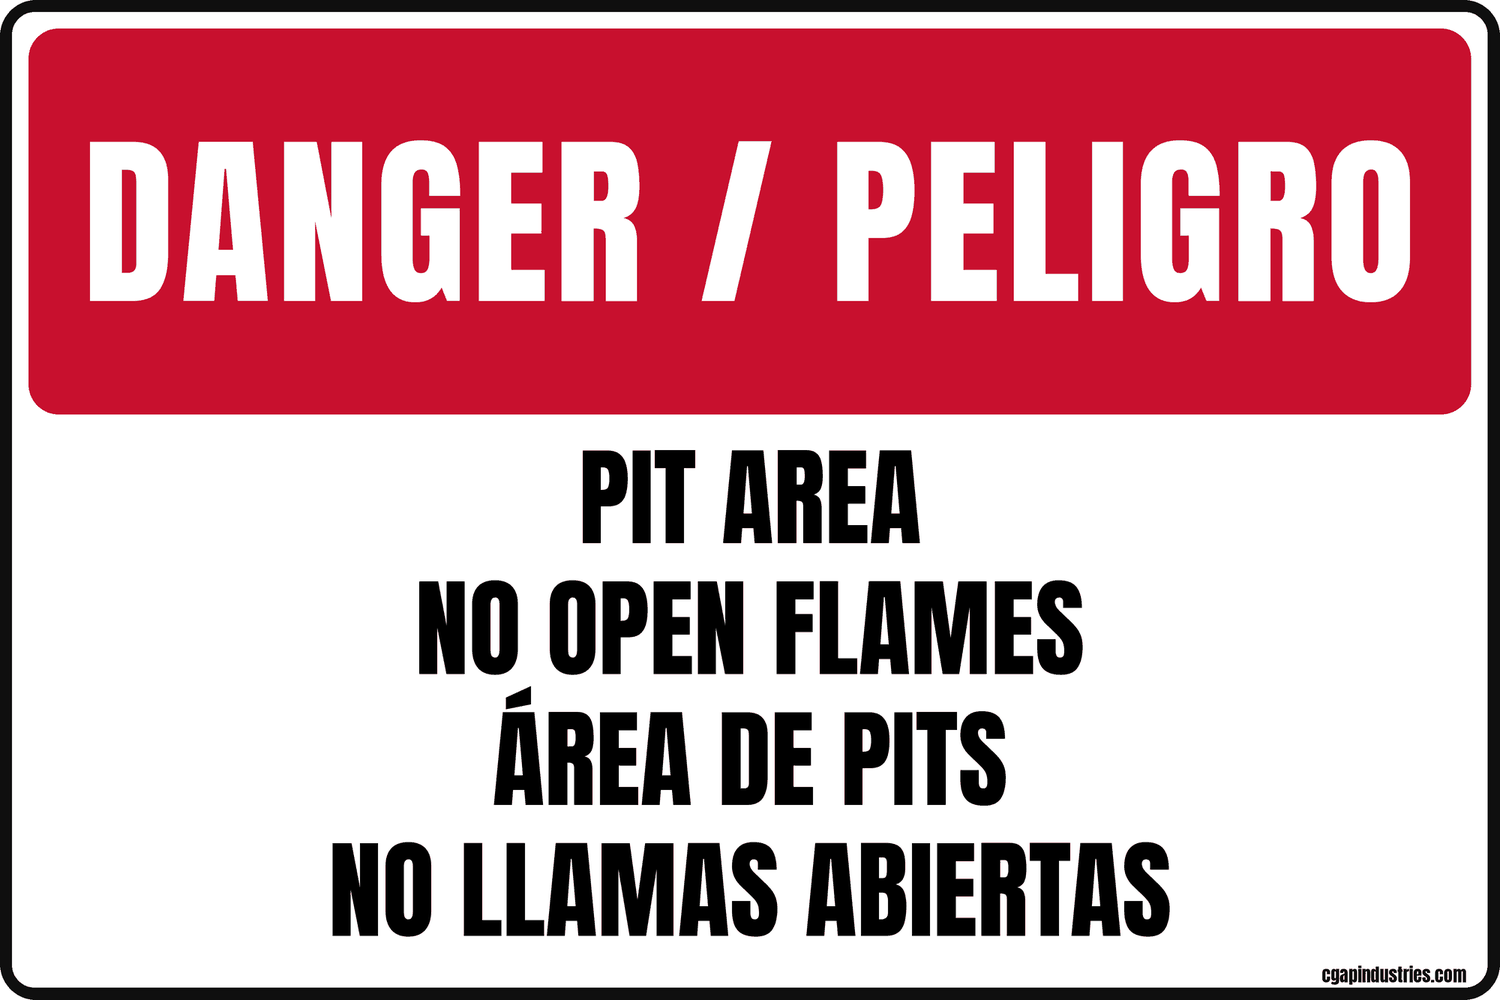 DANGER / PELIGRO
PIT AREA
NO OPEN FLAMES
ÁREA DE PITS
NO LLAMAS ABIERTAS
cgapindustries.com